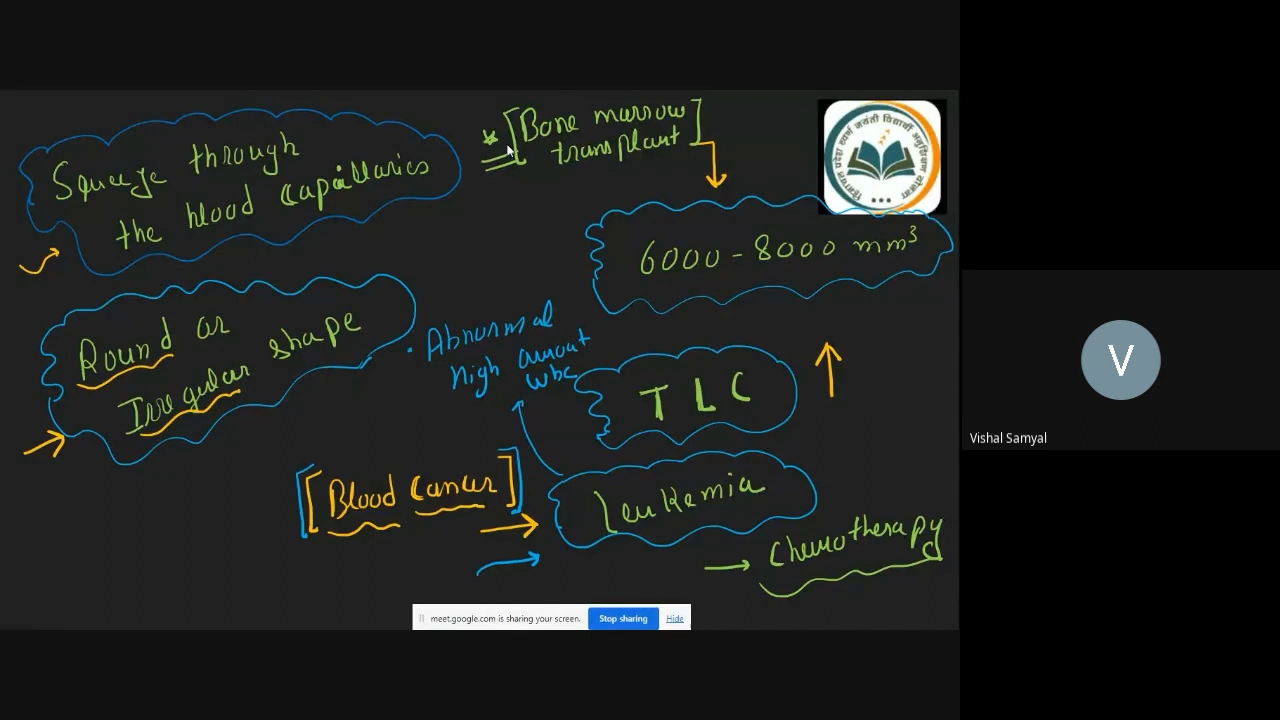 Squeeze through
the blood capillaries
* [Bone marrow
transplant]
6000 - 8000 mm³
Round or
Irregular shape
. Abnormal
high amount
wbc
TLC
[[Blood cancer]]
Leukemia
→ Chemotherapy
meet.google.com is sharing your screen.
Stop sharing
Hide
V
Vishal Samyal